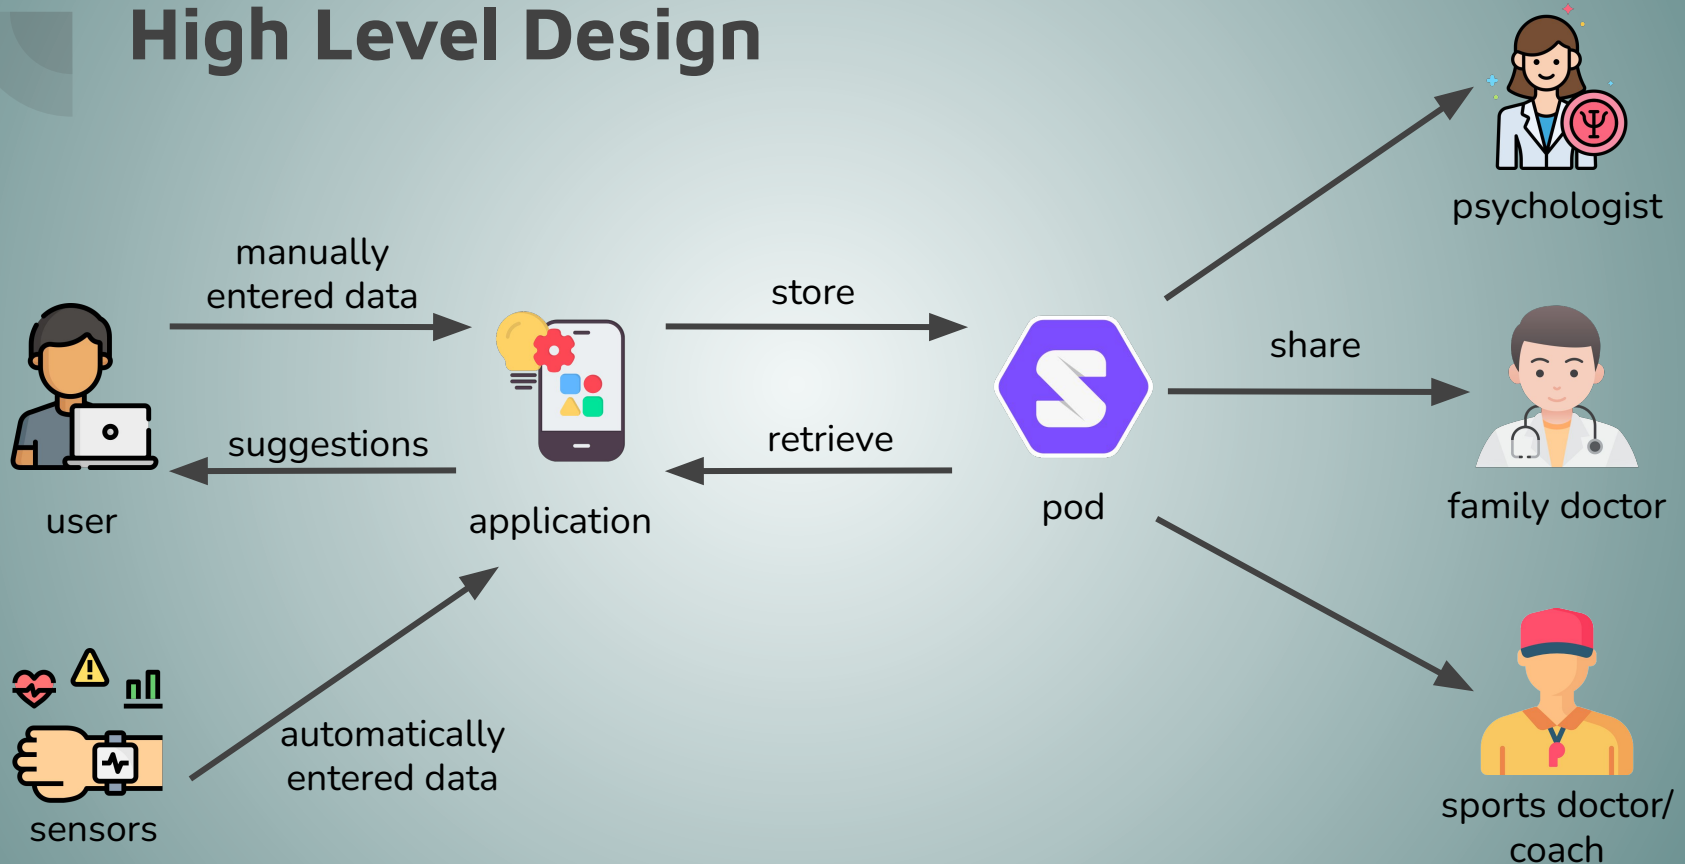 High Level Design
psychologist
manually
entered data
store
share
suggestions
retrieve
user
application
pod
family doctor
automatically
entered data
sensors
sports doctor/
coach